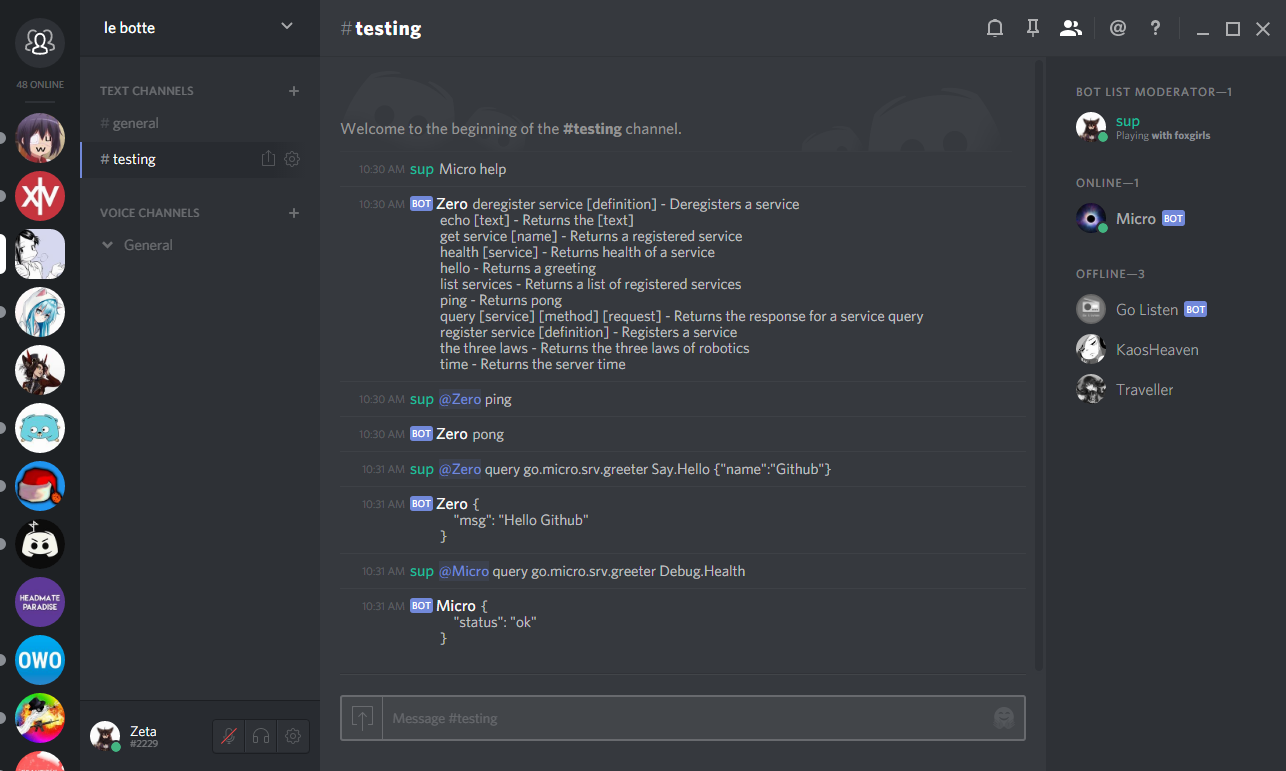 48 ONLINE
XIV
HEADMATE
PARADISE
OWO
le botte
TEXT CHANNELS
# general
# testing
VOICE CHANNELS
General
Zeta
#2229
#testing
@ ?
Welcome to the beginning of the #testing channel.
10:30 AM sup Micro help
10:30 AM BOT Zero deregister service [definition] - Deregisters a service
echo [text] - Returns the [text]
get service [name] - Returns a registered service
health [service] - Returns health of a service
hello - Returns a greeting
list services - Returns a list of registered services
ping - Returns pong
query [service] [method] [request] - Returns the response for a service query
register service [definition] - Registers a service
the three laws - Returns the three laws of robotics
time - Returns the server time
10:30 AM sup @Zero ping
10:30 AM BOT Zero pong
10:31 AM sup @Zero query go.micro.srv.greeter Say.Hello {"name":"Github"}
10:31 AM BOT Zero {
"msg": "Hello Github"
}
10:31 AM sup @Micro query go.micro.srv.greeter Debug.Health
10:31 AM BOT Micro {
"status": "ok"
}
Message #testing
BOT LIST MODERATOR—1
sup
Playing with foxgirls
ONLINE—1
Micro BOT
OFFLINE—3
Go Listen BOT
KaosHeaven
Traveller